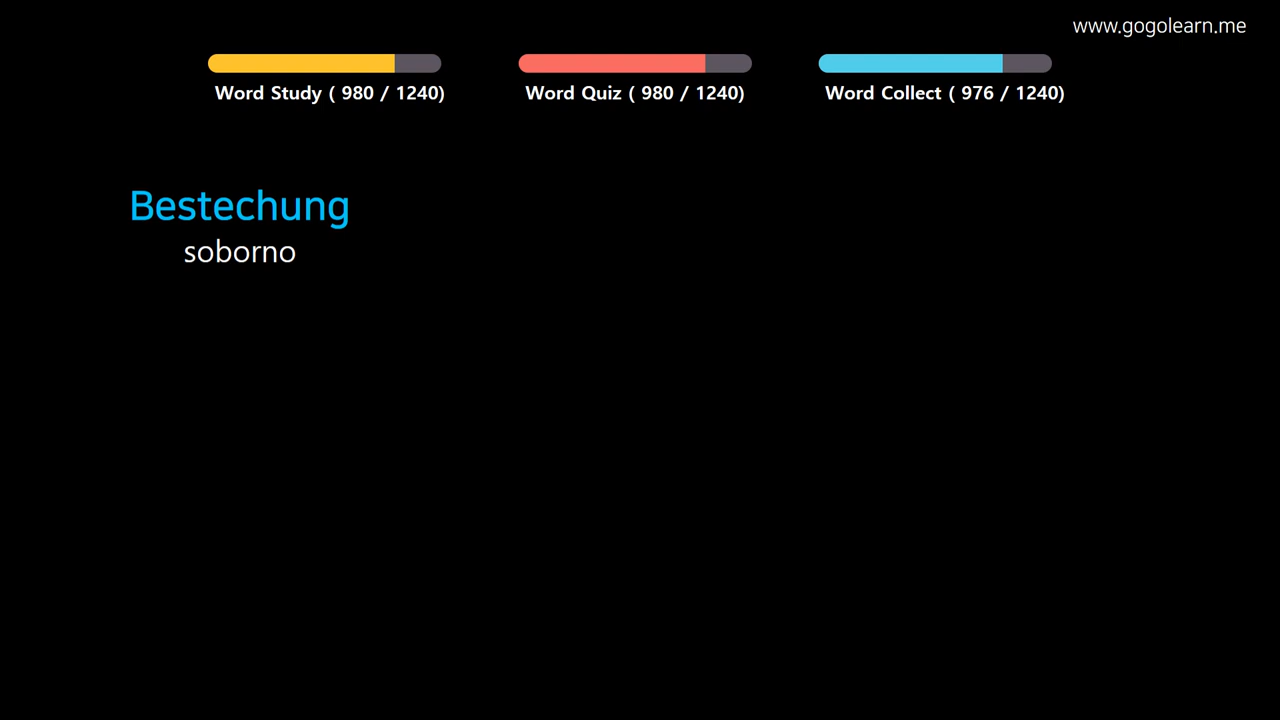 www.gogolearn.me
Word Study ( 980 / 1240)
Word Quiz ( 980 / 1240)
Word Collect ( 976 / 1240)
Bestechung
soborno